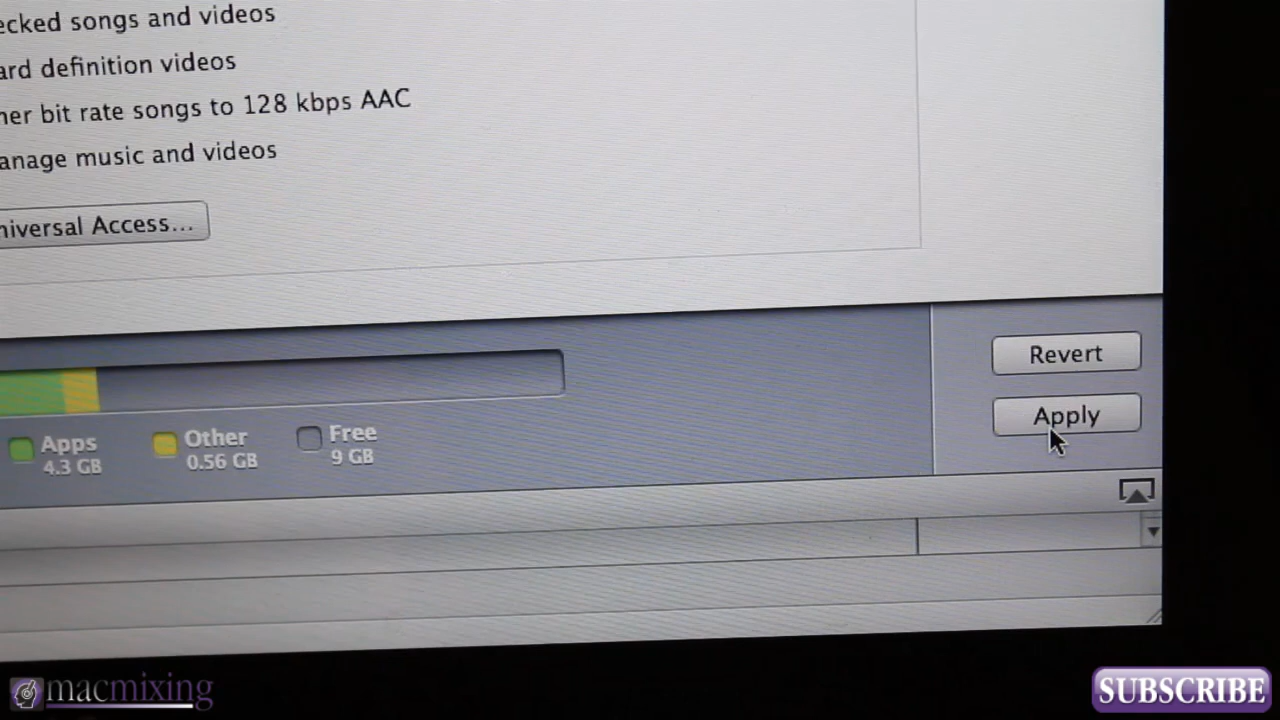 ecked songs and videos
ard definition videos
her bit rate songs to 128 kbps AAC
anage music and videos
niversal Access...
Revert
Apply
Apps
4.3 GB
Other
0.56 GB
Free
9 GB
macmixing
SUBSCRIBE